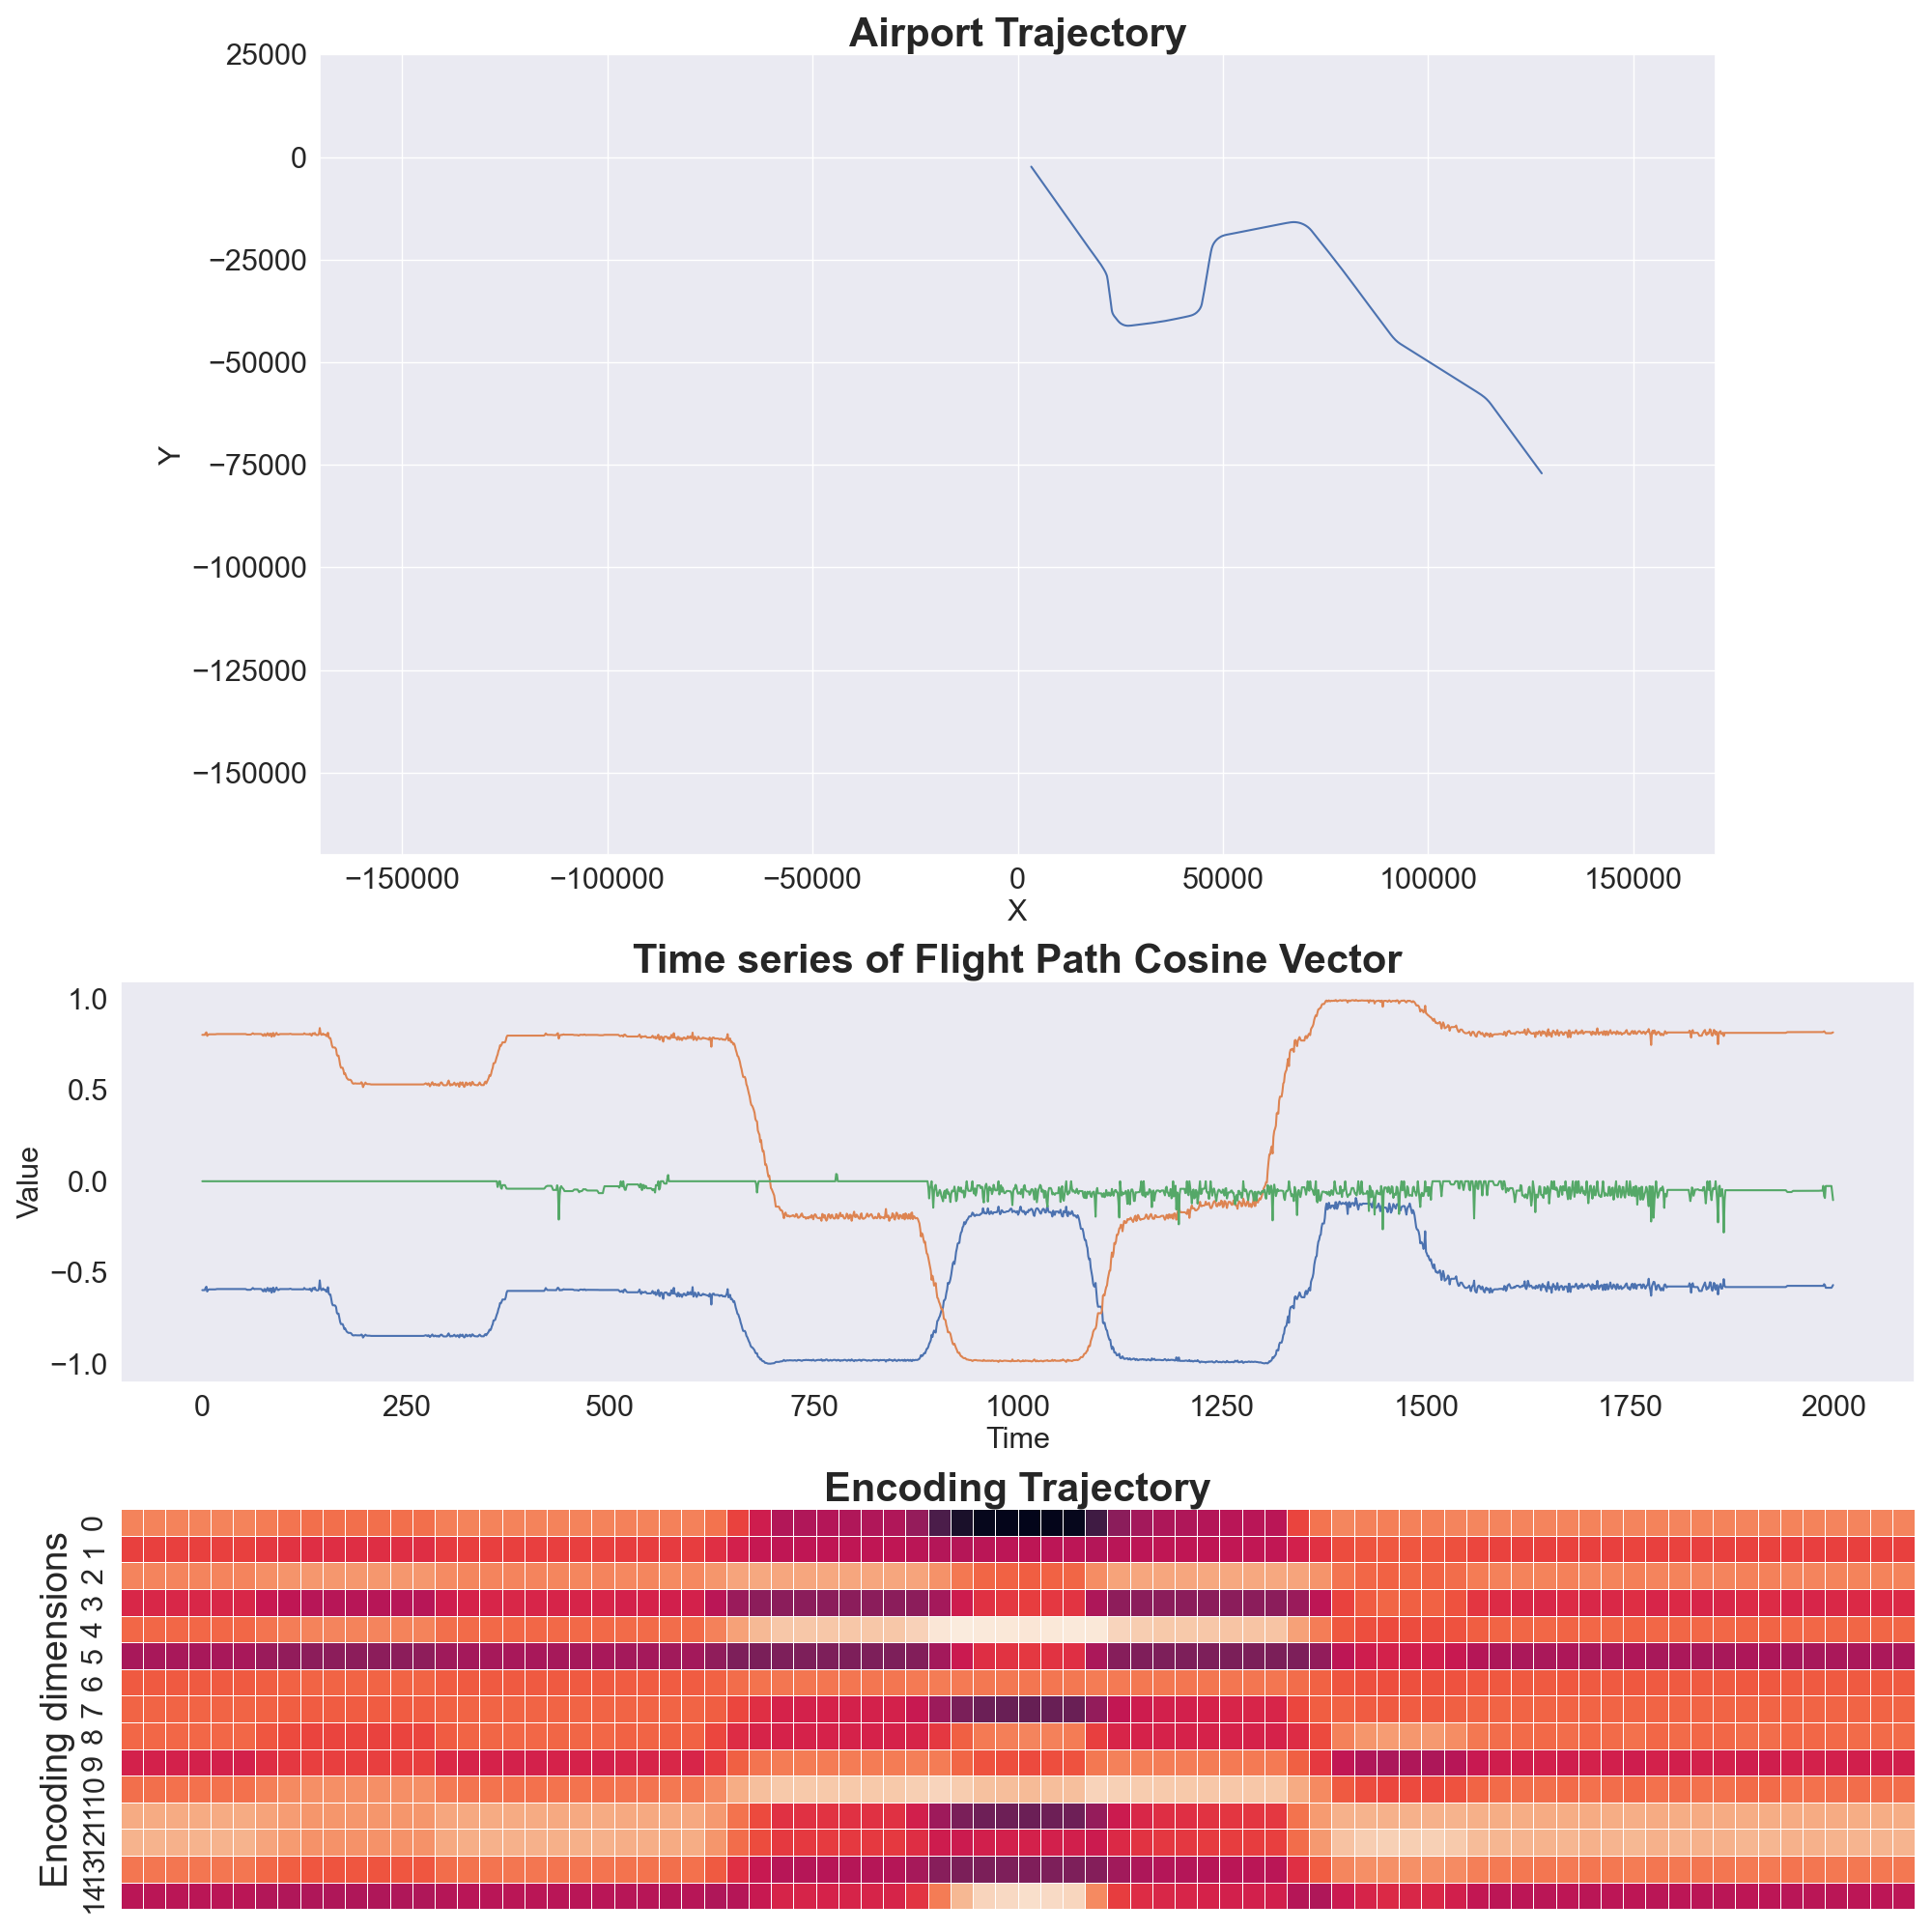 Airport Trajectory
25000
0
−25000
−50000
−75000
−100000
−125000
−150000
Y
−150000 −100000 −50000 0 50000 100000 150000
X
Time series of Flight Path Cosine Vector
1.0
0.5
0.0
−0.5
−1.0
Value
0 250 500 750 1000 1250 1500 1750 2000
Time
Encoding Trajectory
Encoding dimensions
0
1
2
3
4
5
6
7
8
9
10
11
12
13
14